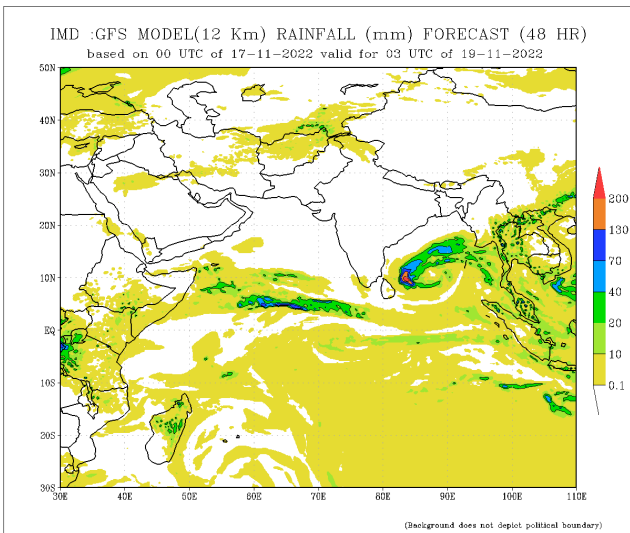 IMD :GFS MODEL(12 Km) RAINFALL (mm) FORECAST (48 HR)
based on 00 UTC of 17-11-2022 valid for 03 UTC of 19-11-2022
50N
40N
30N
20N
10N
EQ
10S
20S
30S
30E 40E 50E 60E 70E 80E 90E 100E 110E
200
130
70
40
20
10
0.1
(Background does not depict political boundary)